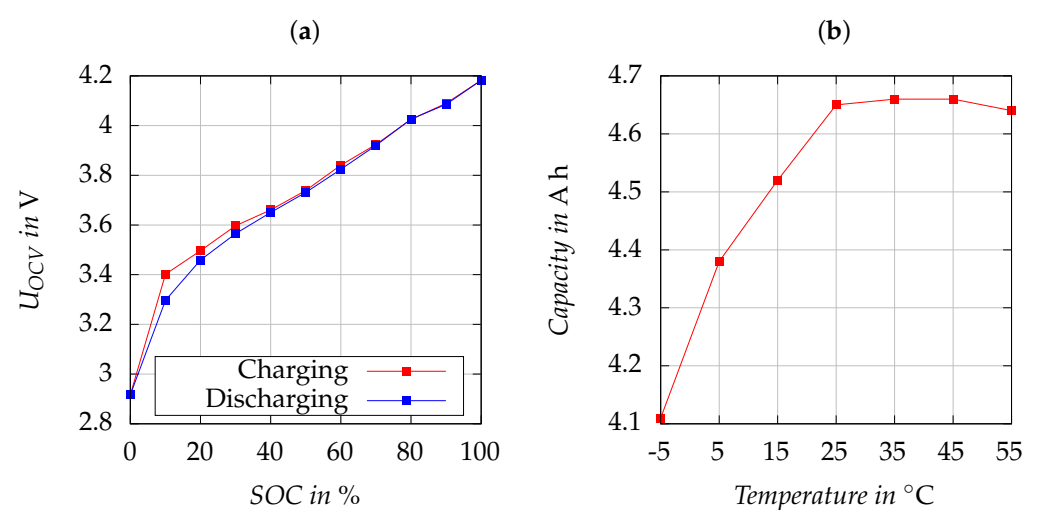 (a)
4.2
4
3.8
3.6
3.4
3.2
3
2.8
U_OCV in V
Charging
Discharging
0 20 40 60 80 100
SOC in %
(b)
4.7
4.6
4.5
4.4
4.3
4.2
4.1
Capacity in A h
-5 5 15 25 35 45 55
Temperature in °C